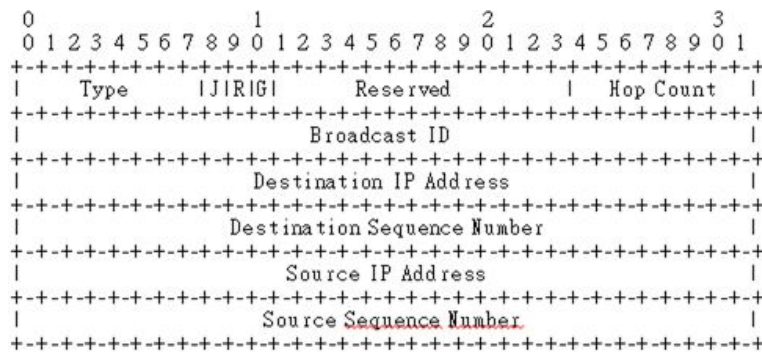 0                   1                   2                   3
0 1 2 3 4 5 6 7 8 9 0 1 2 3 4 5 6 7 8 9 0 1 2 3 4 5 6 7 8 9 0 1
+-+-+-+-+-+-+-+-+-+-+-+-+-+-+-+-+-+-+-+-+-+-+-+-+-+-+-+-+-+-+-+-+
|     Type      |J|R|G|     Reserved            |   Hop Count   |
+-+-+-+-+-+-+-+-+-+-+-+-+-+-+-+-+-+-+-+-+-+-+-+-+-+-+-+-+-+-+-+-+
|                         Broadcast ID                          |
+-+-+-+-+-+-+-+-+-+-+-+-+-+-+-+-+-+-+-+-+-+-+-+-+-+-+-+-+-+-+-+-+
|                    Destination IP Address                     |
+-+-+-+-+-+-+-+-+-+-+-+-+-+-+-+-+-+-+-+-+-+-+-+-+-+-+-+-+-+-+-+-+
|                  Destination Sequence Number                  |
+-+-+-+-+-+-+-+-+-+-+-+-+-+-+-+-+-+-+-+-+-+-+-+-+-+-+-+-+-+-+-+-+
|                       Source IP Address                       |
+-+-+-+-+-+-+-+-+-+-+-+-+-+-+-+-+-+-+-+-+-+-+-+-+-+-+-+-+-+-+-+-+
|                     Source Sequence Number                    |
+-+-+-+-+-+-+-+-+-+-+-+-+-+-+-+-+-+-+-+-+-+-+-+-+-+-+-+-+-+-+-+-+